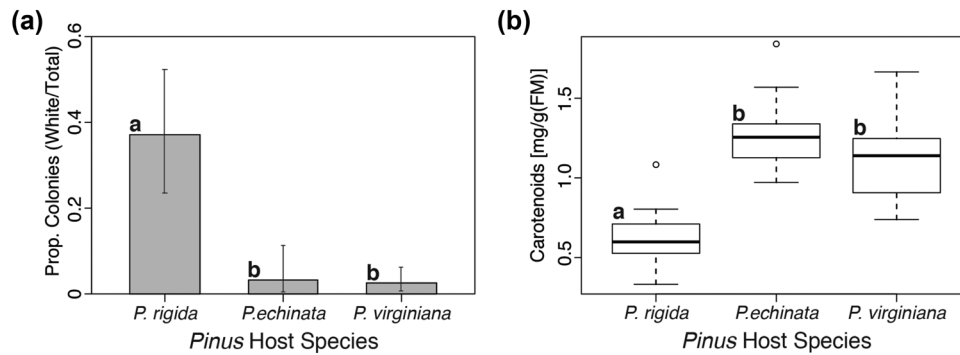 (a)
Prop. Colonies (White/Total)
0.6
0.4
0.2
0
a
b
b
P. rigida
P.echinata
P. virginiana
Pinus Host Species
(b)
Carotenoids [mg/g(FM)]
1.5
1.0
0.5
a
b
b
P. rigida
P.echinata
P. virginiana
Pinus Host Species